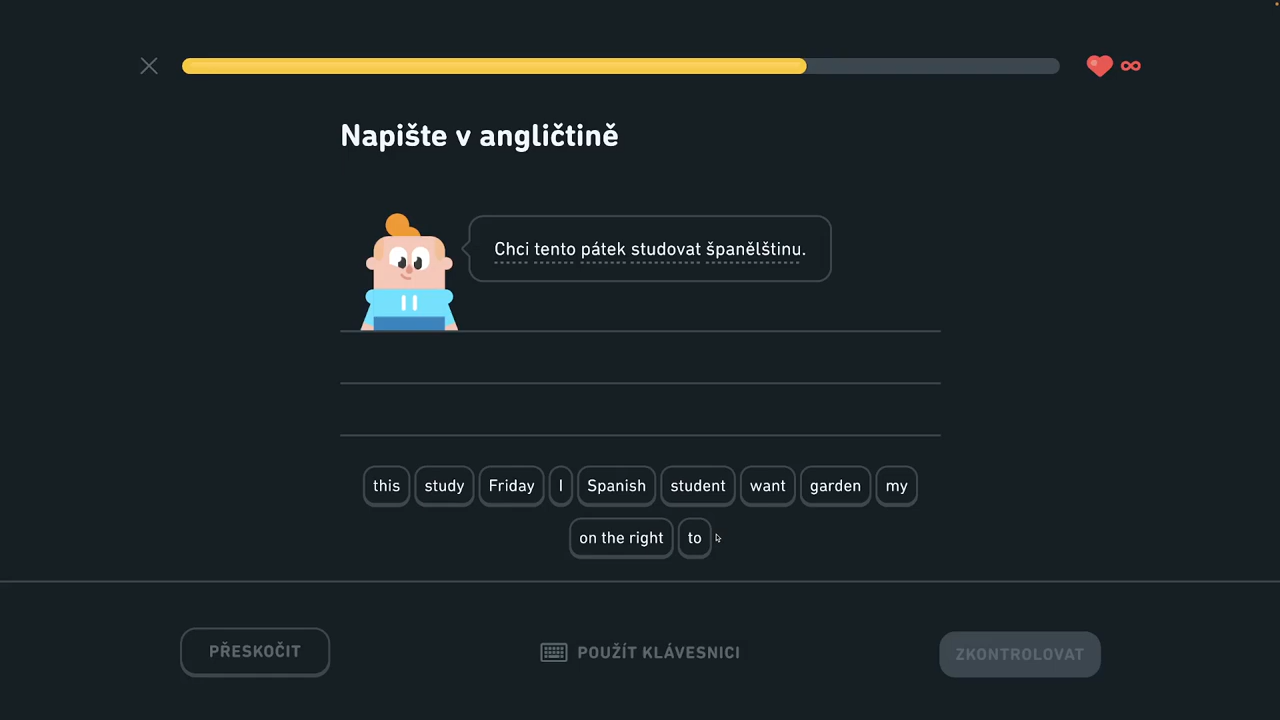 ∞
Napište v angličtině
Chci tento pátek studovat španělštinu.
this study Friday I Spanish student want garden my
on the right to
PŘESKOČIT POUŽÍT KLÁVESNICI ZKONTROLOVAT